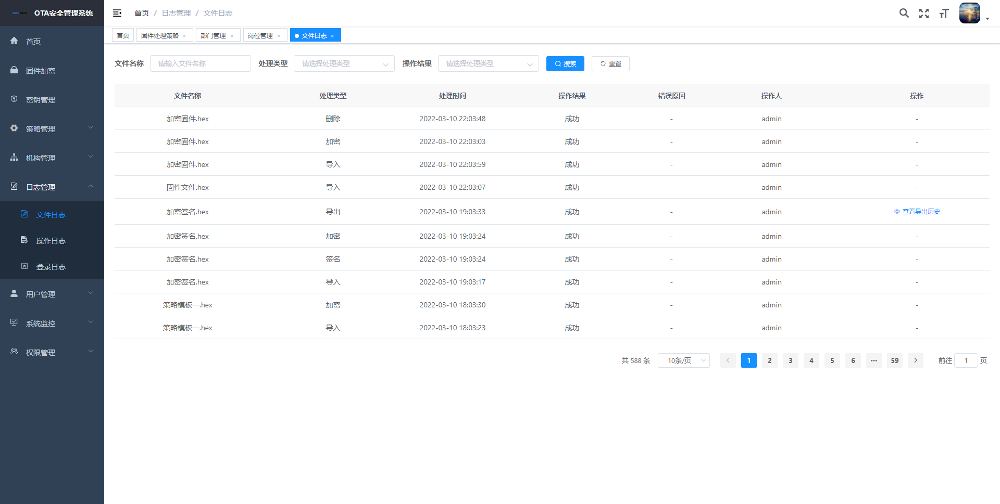 OTA安全管理系统
首页 / 日志管理 / 文件日志
首页
固件加密
密钥管理
策略管理
机构管理
日志管理
文件日志
操作日志
登录日志
用户管理
系统监控
权限管理
首页 固件处理策略 × 部门管理 × 岗位管理 × 文件日志 ×
文件名称 请输入文件名称 处理类型 请选择处理类型 操作结果 请选择处理类型 搜索 重置
文件名称 处理类型 处理时间 操作结果 错误原因 操作人 操作
加密固件.hex 删除 2022-03-10 22:03:48 成功 - admin -
加密固件.hex 加密 2022-03-10 22:03:03 成功 - admin -
加密固件.hex 导入 2022-03-10 22:03:59 成功 - admin -
固件文件.hex 导入 2022-03-10 22:03:07 成功 - admin -
加密签名.hex 导出 2022-03-10 19:03:33 成功 - admin 查看导出历史
加密签名.hex 加密 2022-03-10 19:03:24 成功 - admin -
加密签名.hex 签名 2022-03-10 19:03:24 成功 - admin -
加密签名.hex 导入 2022-03-10 19:03:17 成功 - admin -
策略模板一.hex 加密 2022-03-10 18:03:30 成功 - admin -
策略模板一.hex 导入 2022-03-10 18:03:23 成功 - admin -
共 588 条 10条/页 1 2 3 4 5 6 ··· 59 前往 1 页